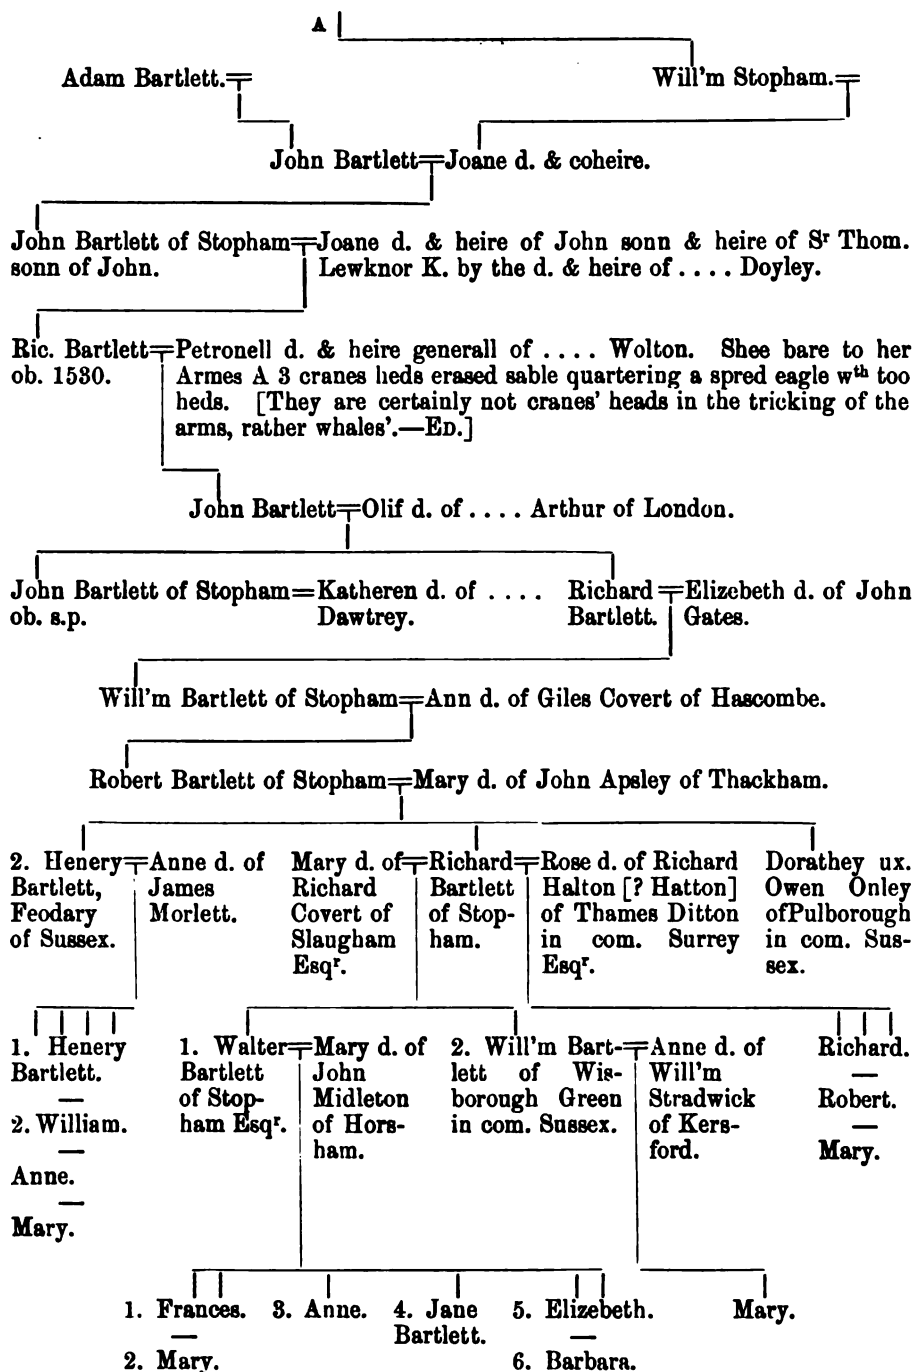 A
Adam Bartlett.
Will'm Stopham.
John Bartlett=Joane d. & coheire.
John Bartlett of Stopham=Joane d. & heire of John sonn & heire of Sr Thom.
sonn of John.
Lewknor K. by the d. & heire of .... Doyley.
Ric. Bartlett=Petronell d. & heire generall of .... Wolton. Shee bare to her
ob. 1530.
Armes A 3 cranes heds erased sable quartering a spred eagle wth too
heds. [They are certainly not cranes' heads in the tricking of the
arms, rather whales'.—ED.]
John Bartlett=Olif d. of .... Arthur of London.
John Bartlett of Stopham=Katheren d. of ....
ob. s.p.
Dawtrey.
Richard=Elizebeth d. of John
Bartlett.
Gates.
Will'm Bartlett of Stopham=Ann d. of Giles Covert of Hascombe.
Robert Bartlett of Stopham=Mary d. of John Apsley of Thackham.
2. Henery
Bartlett,
Feodary
of Sussex.
Anne d. of
James
Morlett.
Mary d. of
Richard
Covert of
Slaugham
Esqr.
Richard
Bartlett
of Stop-
ham.
Rose d. of Richard
Halton [? Hatton]
of Thames Ditton
in com. Surrey
Esqr.
Dorathey ux.
Owen Onley
ofPulborough
in com. Sus-
sex.
1. Henery
Bartlett.
—
2. William.
—
Anne.
—
Mary.
1. Walter
Bartlett
of Stop-
ham Esqr.
Mary d. of
John
Midleton
of Hors-
ham.
2. Will'm Bart-
lett of Wis-
borough Green
in com. Sussex.
Anne d. of
Will'm
Stradwick
of Kers-
ford.
Richard.
—
Robert.
—
Mary.
1. Frances.
—
2. Mary.
3. Anne.
4. Jane
Bartlett.
5. Elizebeth.
—
6. Barbara.
Mary.